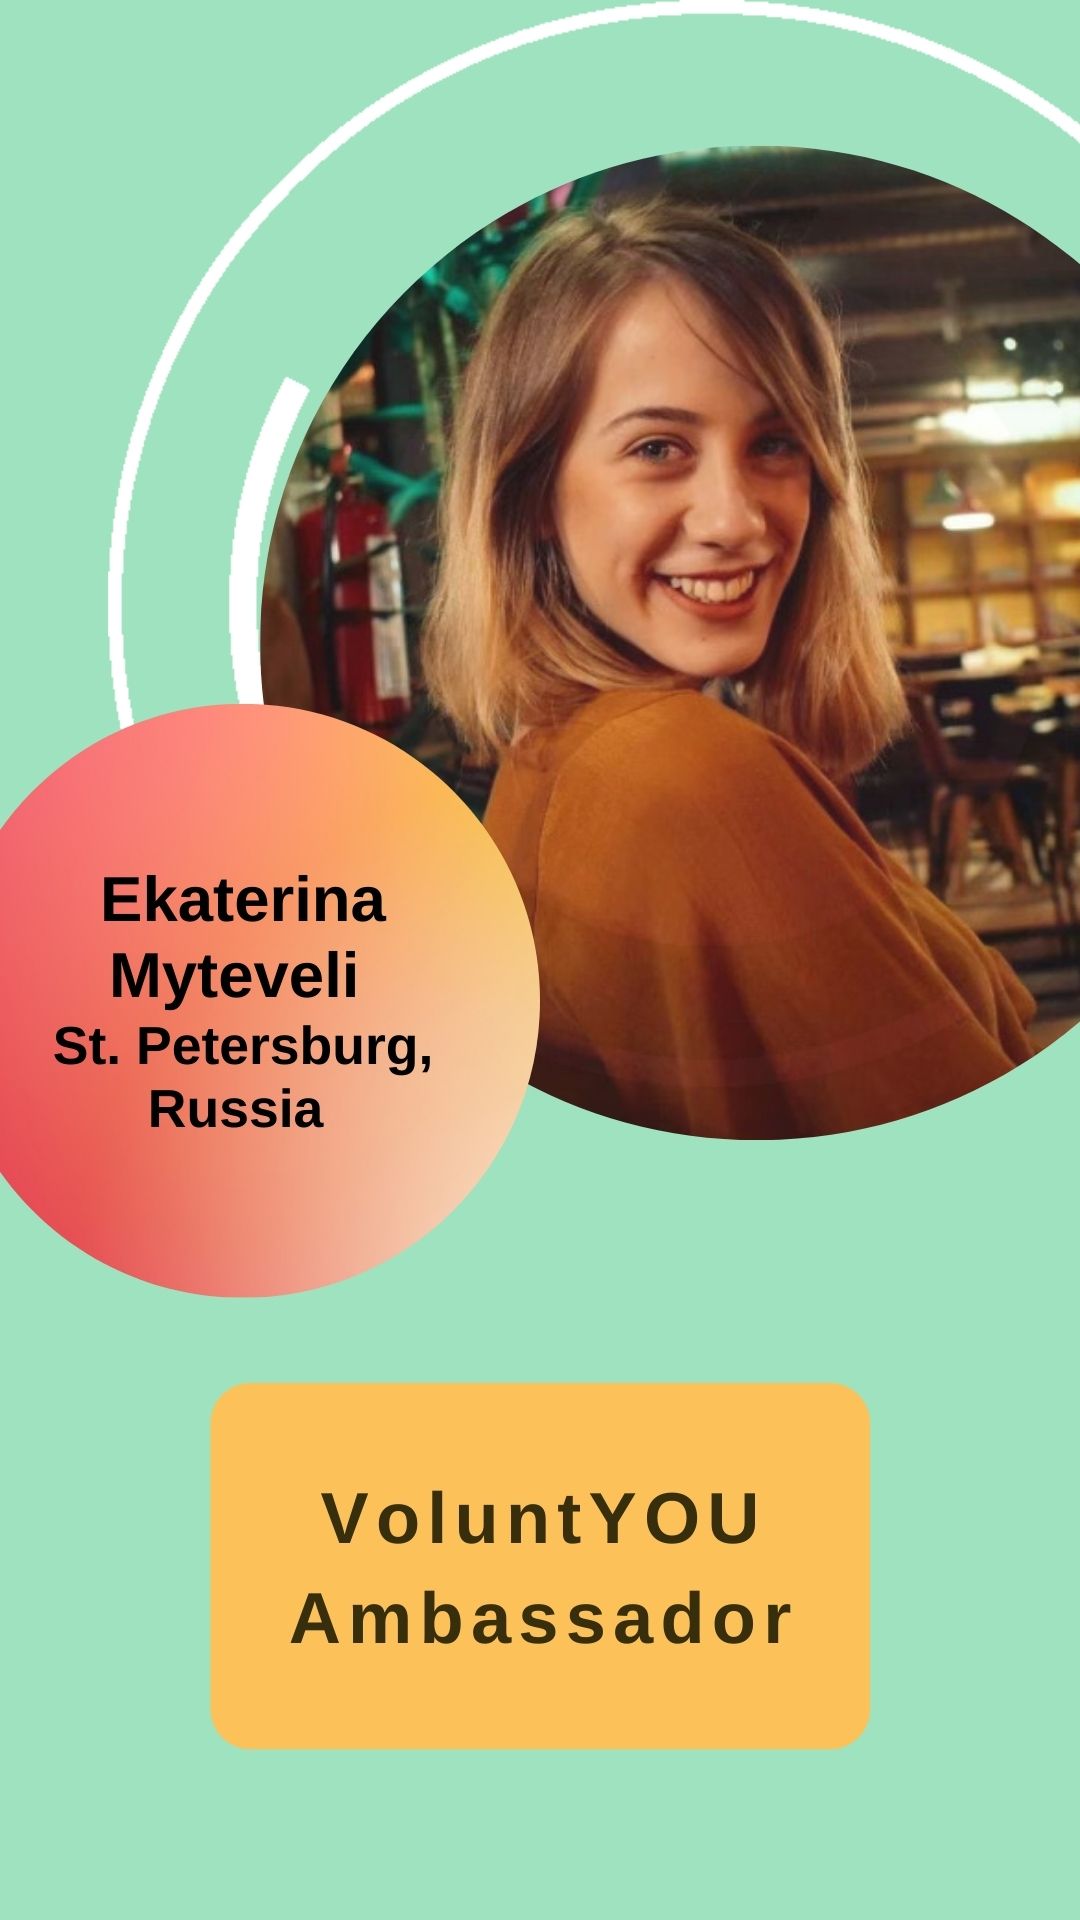 Ekaterina
Myteveli
St. Petersburg,
Russia
VoluntYOU
Ambassador